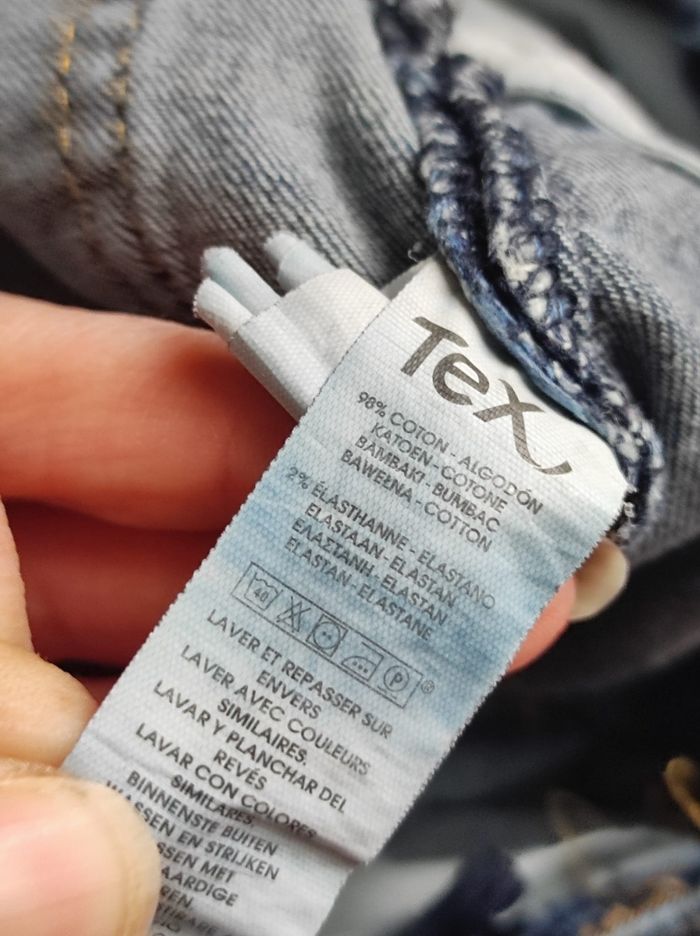 Tex
98% COTON - ALGODÓN
KATOEN - COTONE
BAMBAKI - BUMBAC
BAWEŁNA - COTTON
2% ÉLASTHANNE - ELASTANO
ELASTAAN - ELASTAN
ΕΛΑΣΤΑΝΗ - ELASTAN
ELASTAN - ELASTANE
40 P ®
LAVER ET REPASSER SUR
ENVERS
LAVER AVEC COULEURS
SIMILAIRES.
LAVAR Y PLANCHAR DEL
REVÉS
LAVAR CON COLORES
SIMILARES
BINNENSTE BUITEN
WASSEN EN STRIJKEN
MET